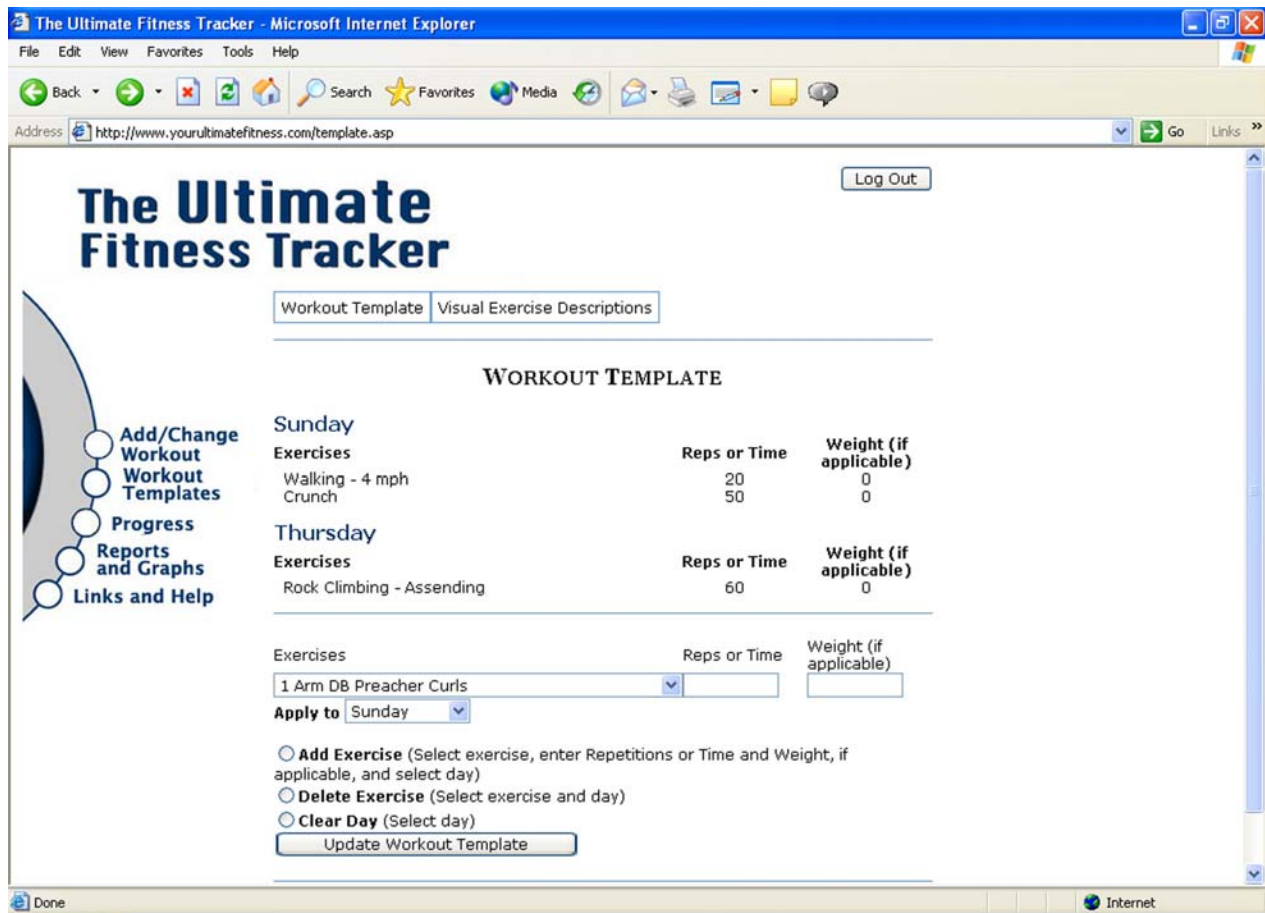 The Ultimate Fitness Tracker - Microsoft Internet Explorer
File Edit View Favorites Tools Help
Back Search Favorites Media
Address http://www.yourultimatefitness.com/template.asp Go Links »
Log Out
The Ultimate
Fitness Tracker
Workout Template Visual Exercise Descriptions
WORKOUT TEMPLATE
Add/Change
Workout
Workout
Templates
Progress
Reports
and Graphs
Links and Help
Sunday
Exercises Reps or Time Weight (if
applicable)
Walking - 4 mph 20 0
Crunch 50 0
Thursday
Exercises Reps or Time Weight (if
applicable)
Rock Climbing - Assending 60 0
Exercises Reps or Time Weight (if
applicable)
1 Arm DB Preacher Curls
Apply to Sunday
Add Exercise (Select exercise, enter Repetitions or Time and Weight, if
applicable, and select day)
Delete Exercise (Select exercise and day)
Clear Day (Select day)
Update Workout Template
Done Internet